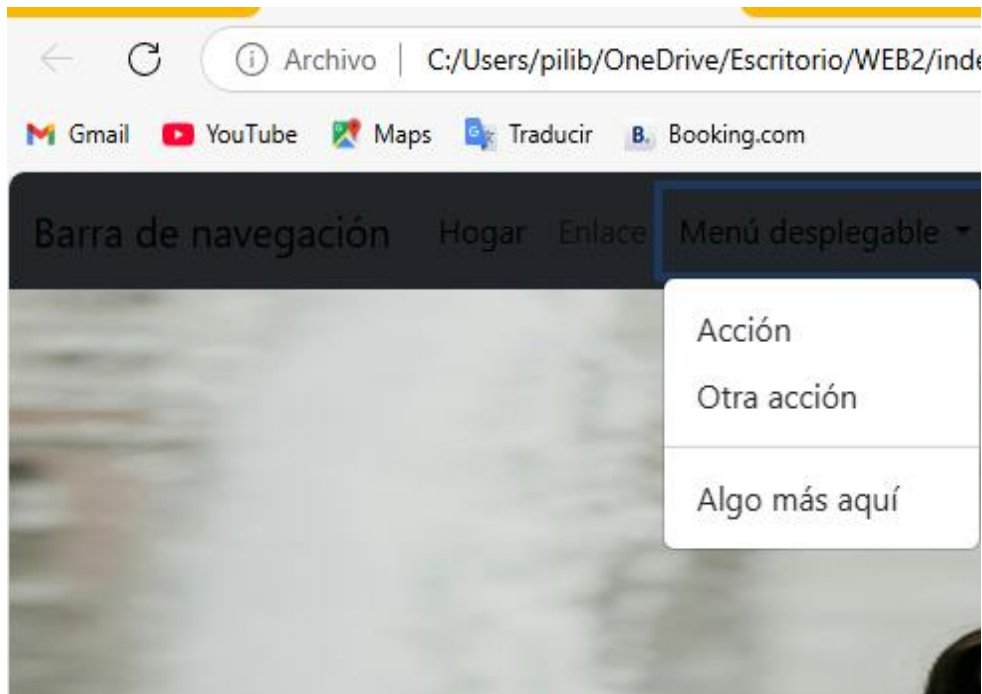 Archivo | C:/Users/pilib/OneDrive/Escritorio/WEB2/inde
Gmail YouTube Maps Traducir B. Booking.com
Barra de navegación Hogar Enlace Menú desplegable
Acción
Otra acción
Algo más aquí